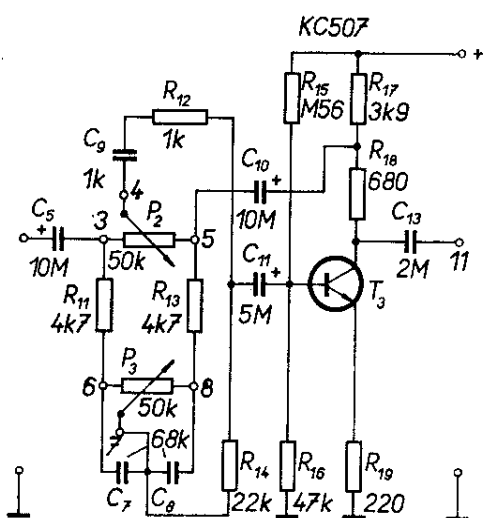 KC507
+
R15
M56
R17
3k9
R12
1k
C9
1k
4
C10
+
10M
R18
680
C5
+
10M
3
P2
5
50k
C11
+
5M
C13
2M
11
T3
R11
4k7
R13
4k7
6
P3
8
50k
7
68k
C7
C8
R14
22k
R16
47k
R19
220